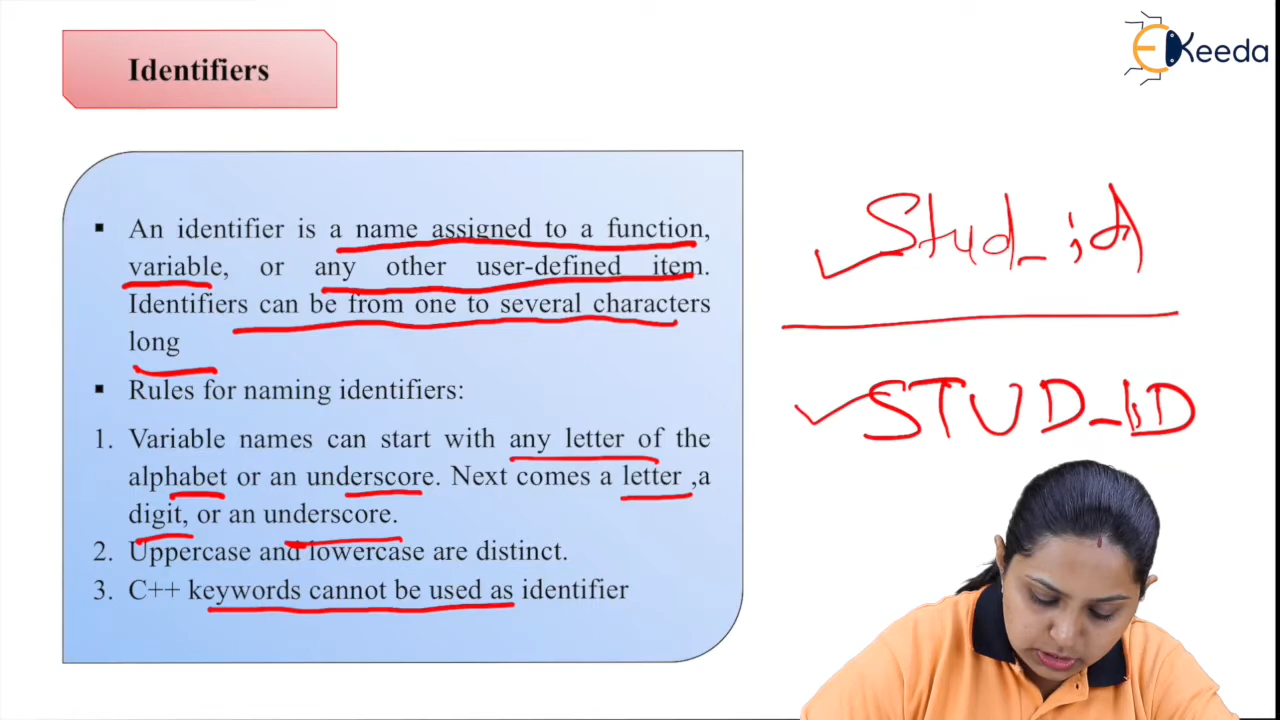 Identifiers
EKeeda
▪ An identifier is a name assigned to a function,
variable, or any other user-defined item.
Identifiers can be from one to several characters
long
▪ Rules for naming identifiers:
1. Variable names can start with any letter of the
alphabet or an underscore. Next comes a letter ,a
digit, or an underscore.
2. Uppercase and lowercase are distinct.
3. C++ keywords cannot be used as identifier
Stud_id
STUD_ID